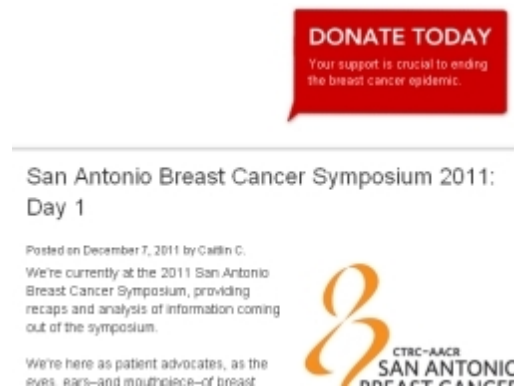 DONATE TODAY
Your support is crucial to ending
the breast cancer epidemic.
San Antonio Breast Cancer Symposium 2011:
Day 1
Posted on December 7, 2011 by Caitlin C.
We're currently at the 2011 San Antonio
Breast Cancer Symposium, providing
recaps and analysis of information coming
out of the symposium.
We're here as patient advocates, as the
eyes, ears–and mouthpiece–of breast
CTRC-AACR
SAN ANTONIO
BREAST CANCER